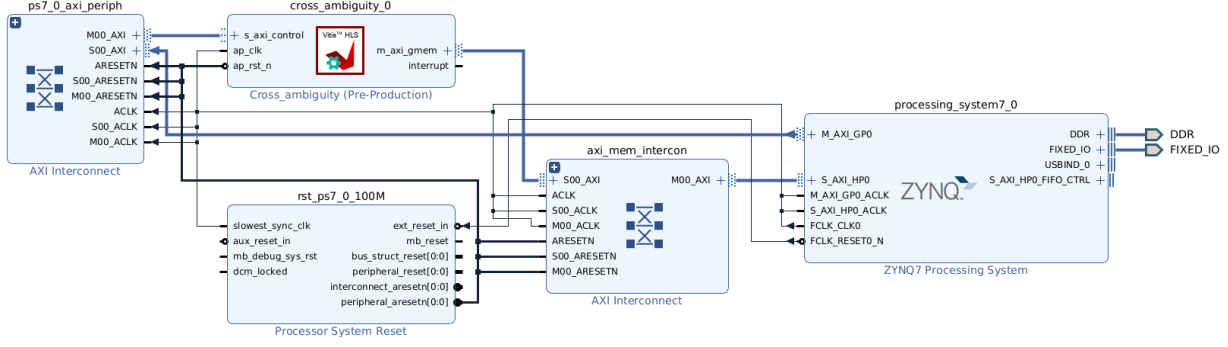 ps7_0_axi_periph
M00_AXI
S00_AXI
ARESETN
S00_ARESETN
M00_ARESETN
ACLK
S00_ACLK
M00_ACLK
AXI Interconnect
cross_ambiguity_0
s_axi_control
ap_clk
ap_rst_n
Vitis™ HLS
m_axi_gmem
interrupt
Cross_ambiguity (Pre-Production)
rst_ps7_0_100M
slowest_sync_clk
aux_reset_in
mb_debug_sys_rst
dcm_locked
ext_reset_in
mb_reset
bus_struct_reset[0:0]
peripheral_reset[0:0]
interconnect_aresetn[0:0]
peripheral_aresetn[0:0]
Processor System Reset
axi_mem_intercon
S00_AXI
ACLK
S00_ACLK
M00_ACLK
ARESETN
S00_ARESETN
M00_ARESETN
M00_AXI
AXI Interconnect
processing_system7_0
M_AXI_GP0
S_AXI_HP0
M_AXI_GP0_ACLK
S_AXI_HP0_ACLK
FCLK_CLK0
FCLK_RESET0_N
ZYNQ
DDR
FIXED_IO
USBIND_0
S_AXI_HP0_FIFO_CTRL
ZYNQ7 Processing System
DDR
FIXED_IO